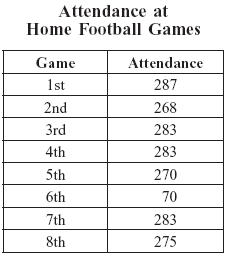 Attendance at
Home Football Games
Game Attendance
1st 287
2nd 268
3rd 283
4th 283
5th 270
6th 70
7th 283
8th 275